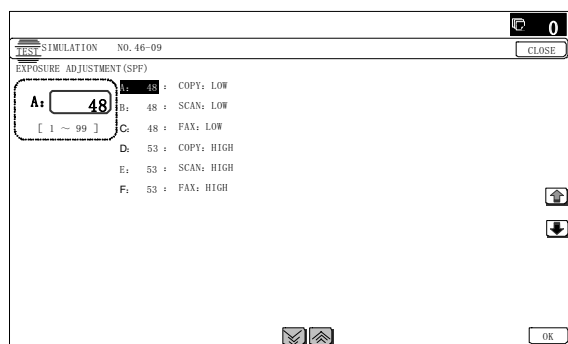 0
TEST SIMULATION NO.46-09
CLOSE
EXPOSURE ADJUSTMENT(SPF)
A: 48
[ 1 ～ 99 ]
A: 48 : COPY: LOW
B: 48 : SCAN: LOW
C: 48 : FAX: LOW
D: 53 : COPY: HIGH
E: 53 : SCAN: HIGH
F: 53 : FAX: HIGH
OK